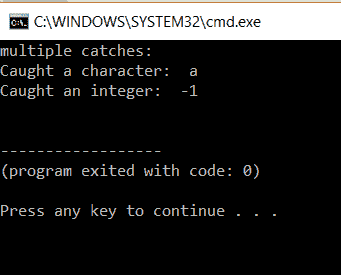 C:\WINDOWS\SYSTEM32\cmd.exe
multiple catches:
Caught a character:  a
Caught an integer:  -1
------------------
(program exited with code: 0)
Press any key to continue . . .